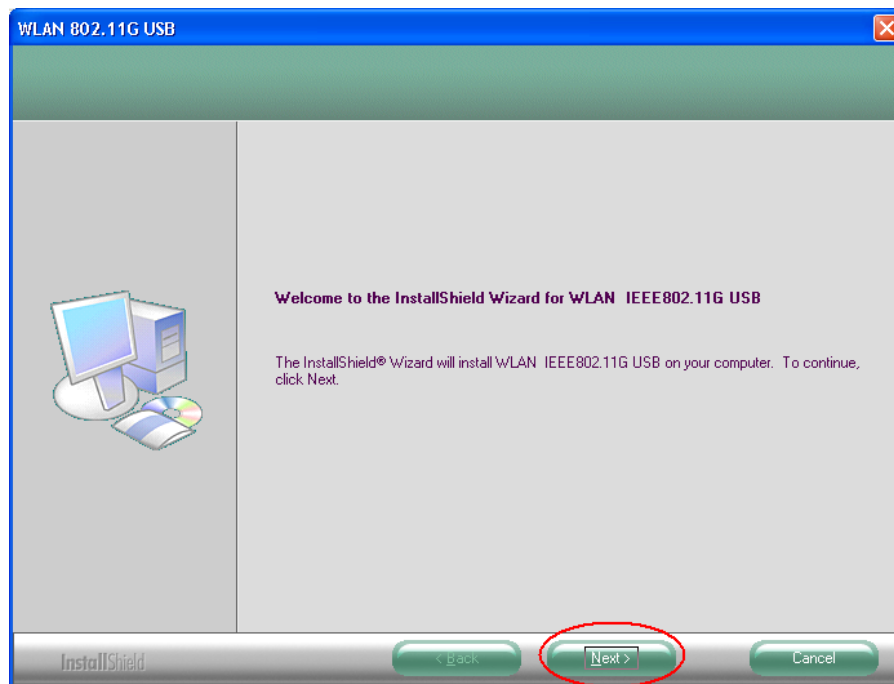 WLAN 802.11G USB
Welcome to the InstallShield Wizard for WLAN IEEE802.11G USB
The InstallShield® Wizard will install WLAN IEEE802.11G USB on your computer. To continue,
click Next.
InstallShield
< Back
Next >
Cancel